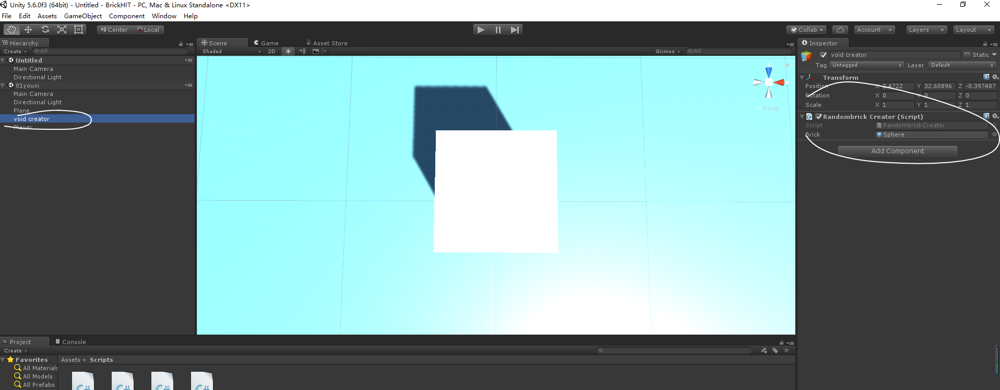 Unity 5.6.0f3 (64bit) - Untitled - BrickHIT - PC, Mac & Linux Standalone <DX11>
File Edit Assets GameObject Component Window Help
Center Local Collab Account Layers Layout
Hierarchy Scene Game Asset Store Inspector
Create All Shaded 2D Gizmos All
void creator Static
Untitled
Tag Untagged Layer Default
Main Camera
Directional Light
Transform
01youxi
Position X 2.4722 Y 32.60896 Z -0.397487
Main Camera
Rotation X 0 Y 0 Z 0
Directional Light
Scale X 1 Y 1 Z 1
Plane
Persp
void creator
Randombrick Creator (Script)
Player
Script RandombrickCreator
Brick Sphere
Add Component
Project Console
Create
Favorites Assets Scripts
All Materials
All Models
All Prefabs
C# C# C# C#